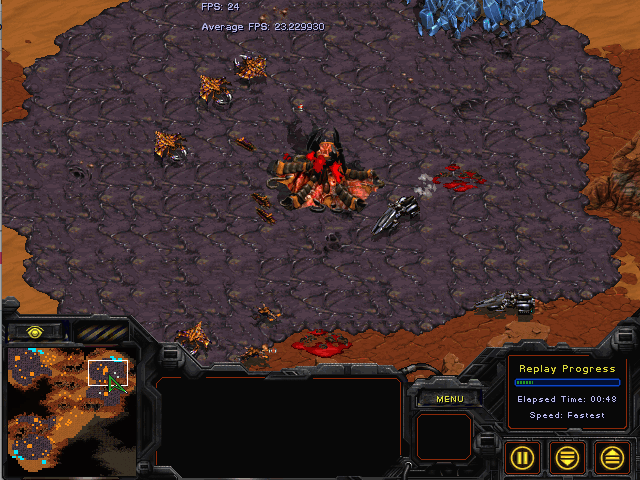 FPS: 24
Average FPS: 23.229930
Replay Progress
Elapsed Time: 00:48
Speed: Fastest
MENU